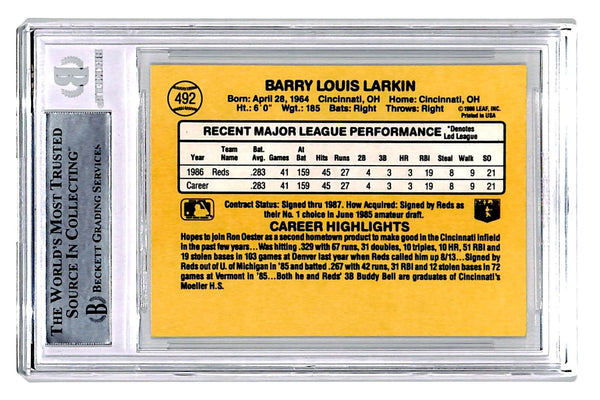 THE WORLD'S MOST TRUSTED
SOURCE IN COLLECTING™
BECKETT GRADING SERVICES
B
492
BARRY LOUIS LARKIN
Born: April 28, 1964 Cincinnati, OH Home: Cincinnati, OH
Ht.: 6' 0" Wgt.: 185 Bats: Right Throws: Right
© 1986 LEAF, INC.
Printed in USA
RECENT MAJOR LEAGUE PERFORMANCE
*Denotes
Led League
Year Team Name Bat. Avg. Games At Bat Hits Runs 2B 3B HR RBI Steal Walk SO
1986 Reds .283 41 159 45 27 4 3 3 19 8 9 21
Career .283 41 159 45 27 4 3 3 19 8 9 21
Contract Status: Signed thru 1987. How Acquired: Signed by Reds as
their No. 1 choice in June 1985 amateur draft.
CAREER HIGHLIGHTS
Hopes to join Ron Oester as a second hometown product to make good in the Cincinnati infield
in the past few years...Was hitting .329 with 67 runs, 31 doubles, 10 triples, 10 HR, 51 RBI and
19 stolen bases in 103 games at Denver last year when Reds called him up 8/13...Signed by
Reds out of U. of Michigan in '85 and batted .267 with 42 runs, 31 RBI and 12 stolen bases in 72
games at Vermont in '85...Both he and Reds' 3B Buddy Bell are graduates of Cincinnati's
Moeller H.S.